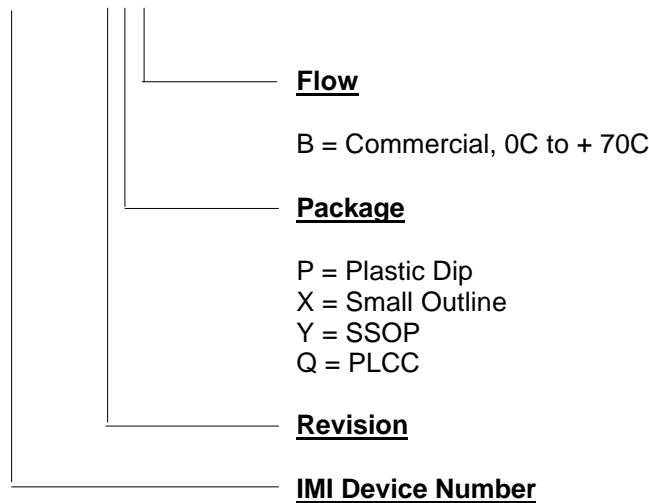 Flow
B = Commercial, 0C to + 70C
Package
P = Plastic Dip
X = Small Outline
Y = SSOP
Q = PLCC
Revision
IMI Device Number